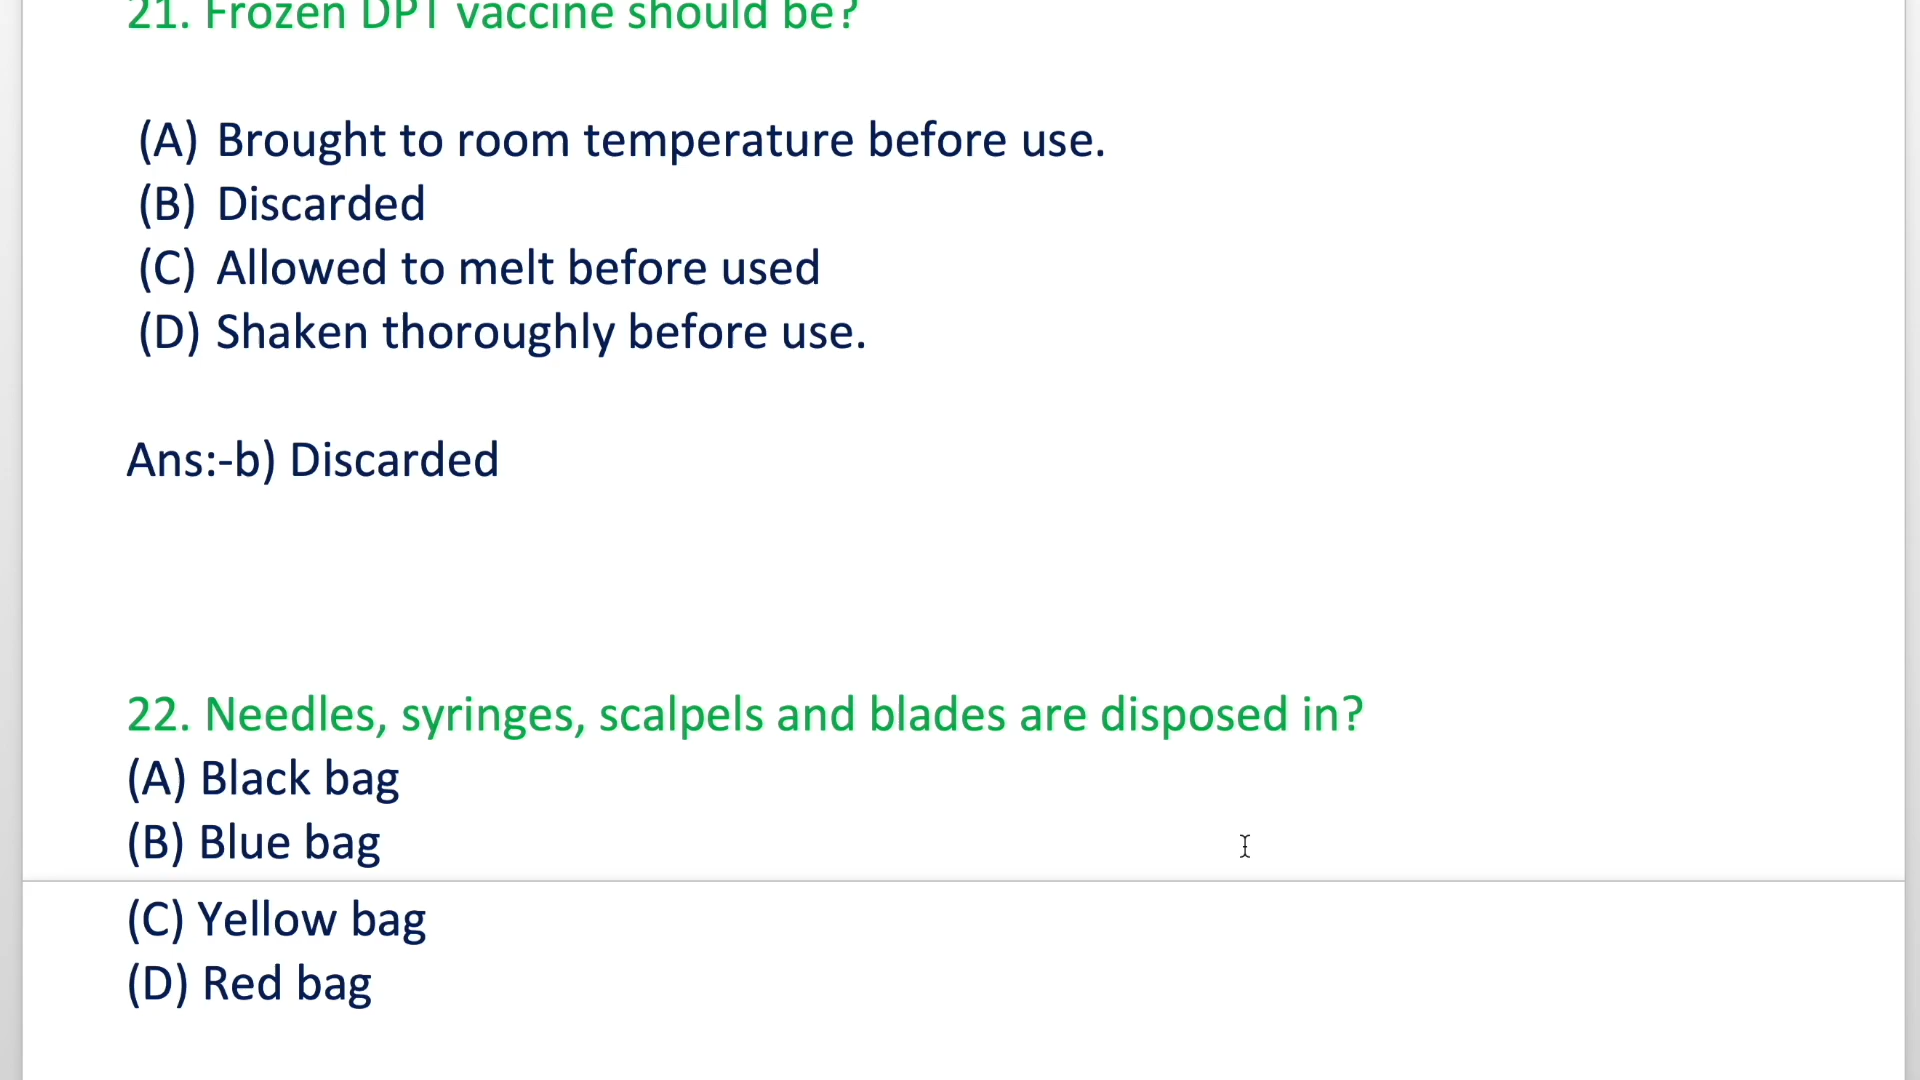 21. Frozen DPT vaccine should be?
(A) Brought to room temperature before use.
(B) Discarded
(C) Allowed to melt before used
(D) Shaken thoroughly before use.
Ans:-b) Discarded
22. Needles, syringes, scalpels and blades are disposed in?
(A) Black bag
(B) Blue bag
(C) Yellow bag
(D) Red bag